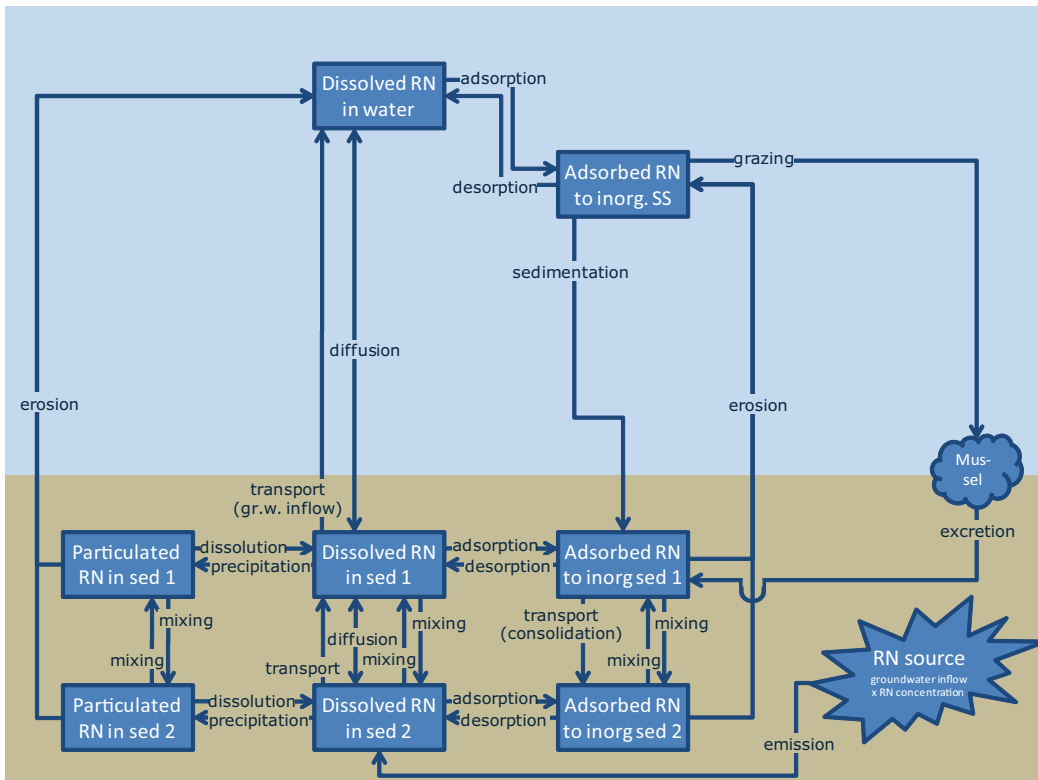 Dissolved RN
in water
adsorption
desorption
Adsorbed RN
to inorg. SS
grazing
sedimentation
diffusion
erosion
erosion
Mus-
sel
transport
(gr.w. inflow)
excretion
Particulated
RN in sed 1
dissolution
precipitation
Dissolved RN
in sed 1
adsorption
desorption
Adsorbed RN
to inorg sed 1
mixing
mixing
transport
diffusion
mixing
mixing
transport
(consolidation)
mixing
mixing
RN source
groundwater inflow
x RN concentration
Particulated
RN in sed 2
dissolution
precipitation
Dissolved RN
in sed 2
adsorption
desorption
Adsorbed RN
to inorg sed 2
emission